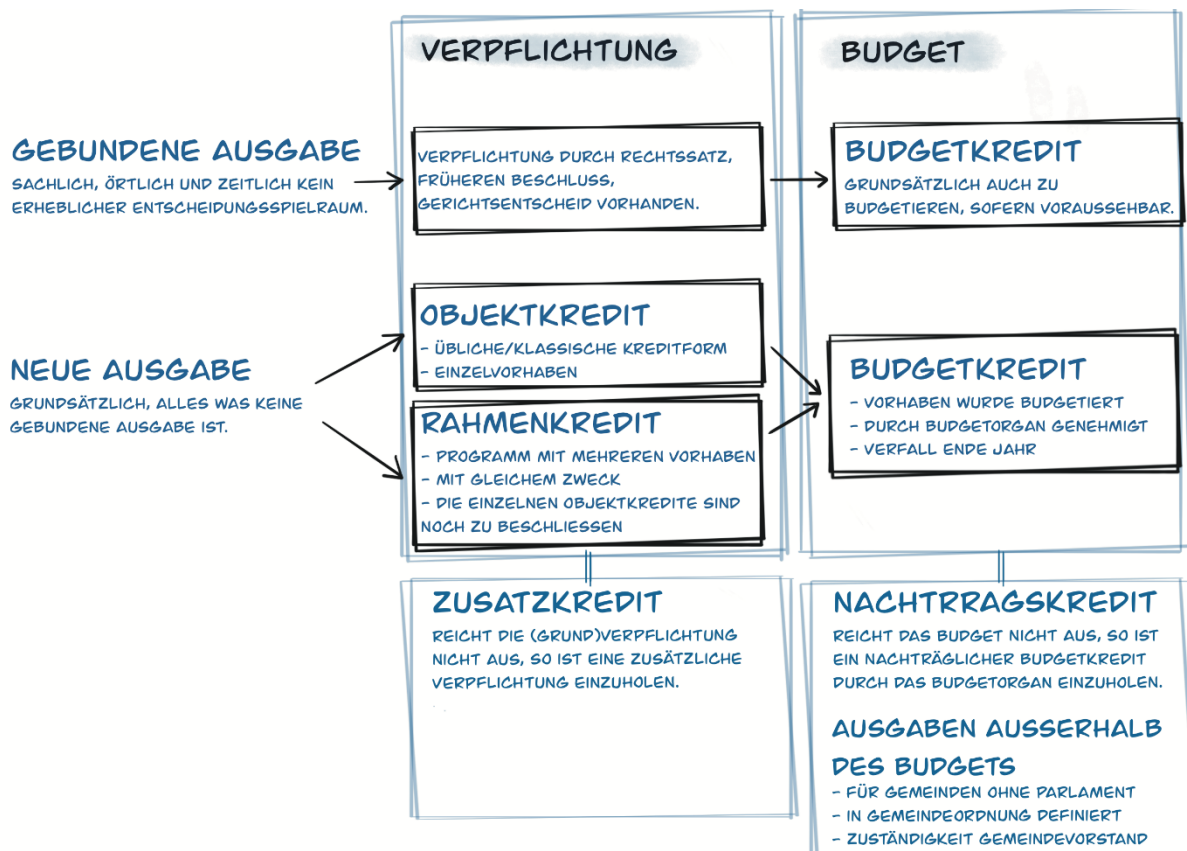 VERPFLICHTUNG
BUDGET
GEBUNDENE AUSGABE
SACHLICH, ÖRTLICH UND ZEITLICH KEIN
ERHEBLICHER ENTSCHEIDUNGSSPIELRAUM.
VERPFLICHTUNG DURCH RECHTSSATZ,
FRÜHEREN BESCHLUSS,
GERICHTSENTSCHEID VORHANDEN.
BUDGETKREDIT
GRUNDSÄTZLICH AUCH ZU
BUDGETIEREN, SOFERN VORAUSSEHBAR.
NEUE AUSGABE
GRUNDSÄTZLICH, ALLES WAS KEINE
GEBUNDENE AUSGABE IST.
OBJEKTKREDIT
- ÜBLICHE/KLASSISCHE KREDITFORM
- EINZELVORHABEN
RAHMENKREDIT
- PROGRAMM MIT MEHREREN VORHABEN
- MIT GLEICHEM ZWECK
- DIE EINZELNEN OBJEKTKREDITE SIND
NOCH ZU BESCHLIESSEN
BUDGETKREDIT
- VORHABEN WURDE BUDGETIERT
- DURCH BUDGETORGAN GENEHMIGT
- VERFALL ENDE JAHR
ZUSATZKREDIT
REICHT DIE (GRUND)VERPFLICHTUNG
NICHT AUS, SO IST EINE ZUSÄTZLICHE
VERPFLICHTUNG EINZUHOLEN.
NACHTRRAGSKREDIT
REICHT DAS BUDGET NICHT AUS, SO IST
EIN NACHTRÄGLICHER BUDGETKREDIT
DURCH DAS BUDGETORGAN EINZUHOLEN.
AUSGABEN AUSSERHALB
DES BUDGETS
- FÜR GEMEINDEN OHNE PARLAMENT
- IN GEMEINDEORDNUNG DEFINIERT
- ZUSTÄNDIGKEIT GEMEINDEVORSTAND